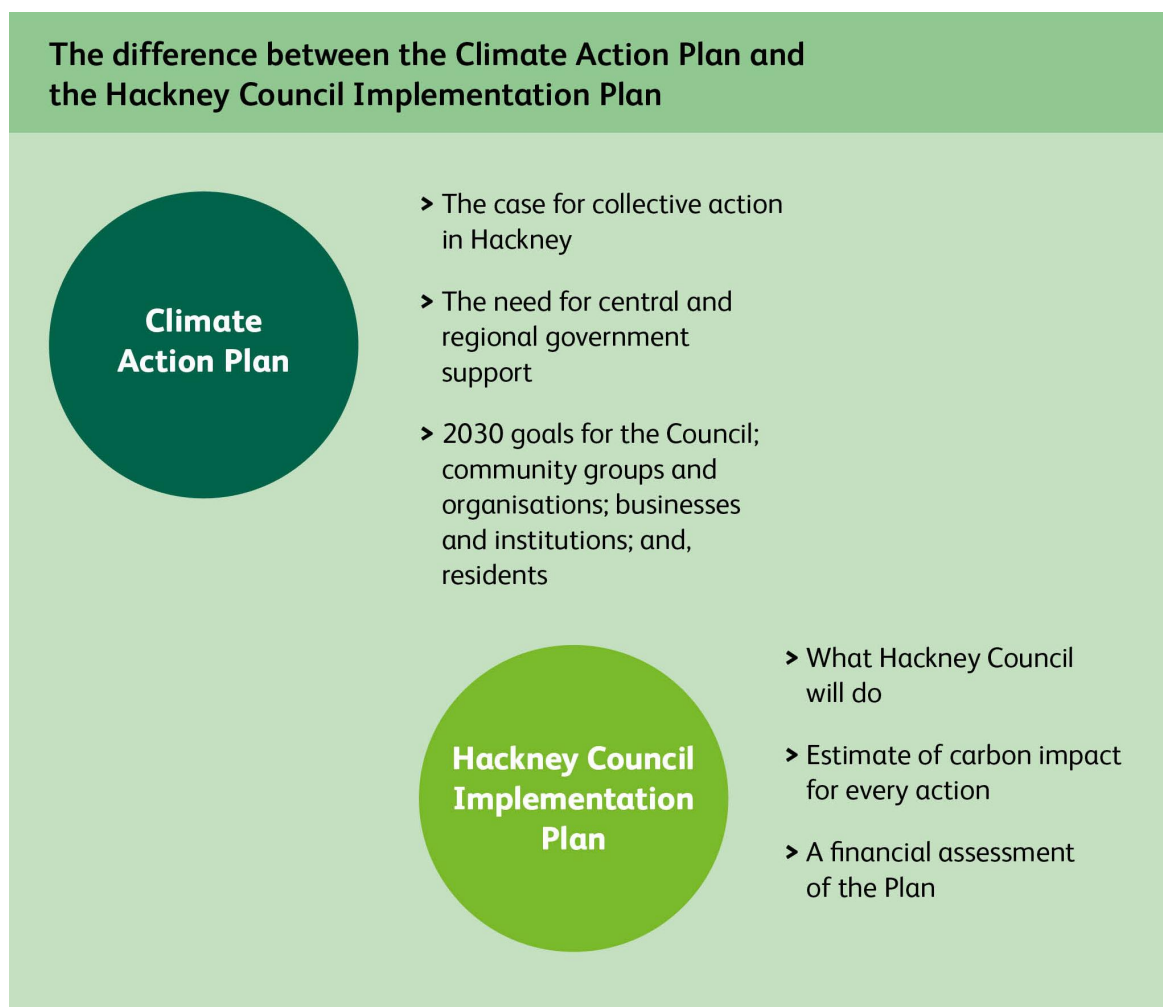 The difference between the Climate Action Plan and
the Hackney Council Implementation Plan
Climate
Action Plan
> The case for collective action
in Hackney
> The need for central and
regional government
support
> 2030 goals for the Council;
community groups and
organisations; businesses
and institutions; and,
residents
Hackney Council
Implementation
Plan
> What Hackney Council
will do
> Estimate of carbon impact
for every action
> A financial assessment
of the Plan